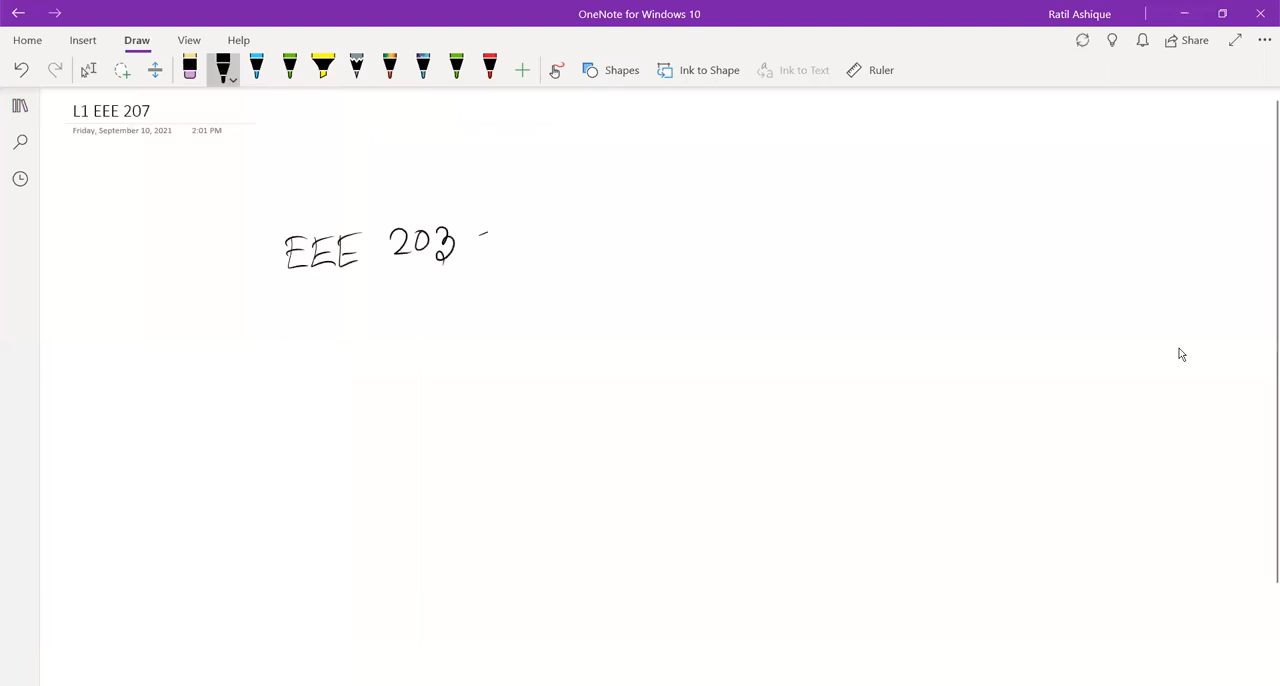 OneNote for Windows 10
Ratil Ashique
Home Insert Draw View Help
Share
Shapes Ink to Shape Ink to Text Ruler
L1 EEE 207
Friday, September 10, 2021 2:01 PM
EEE 203 -